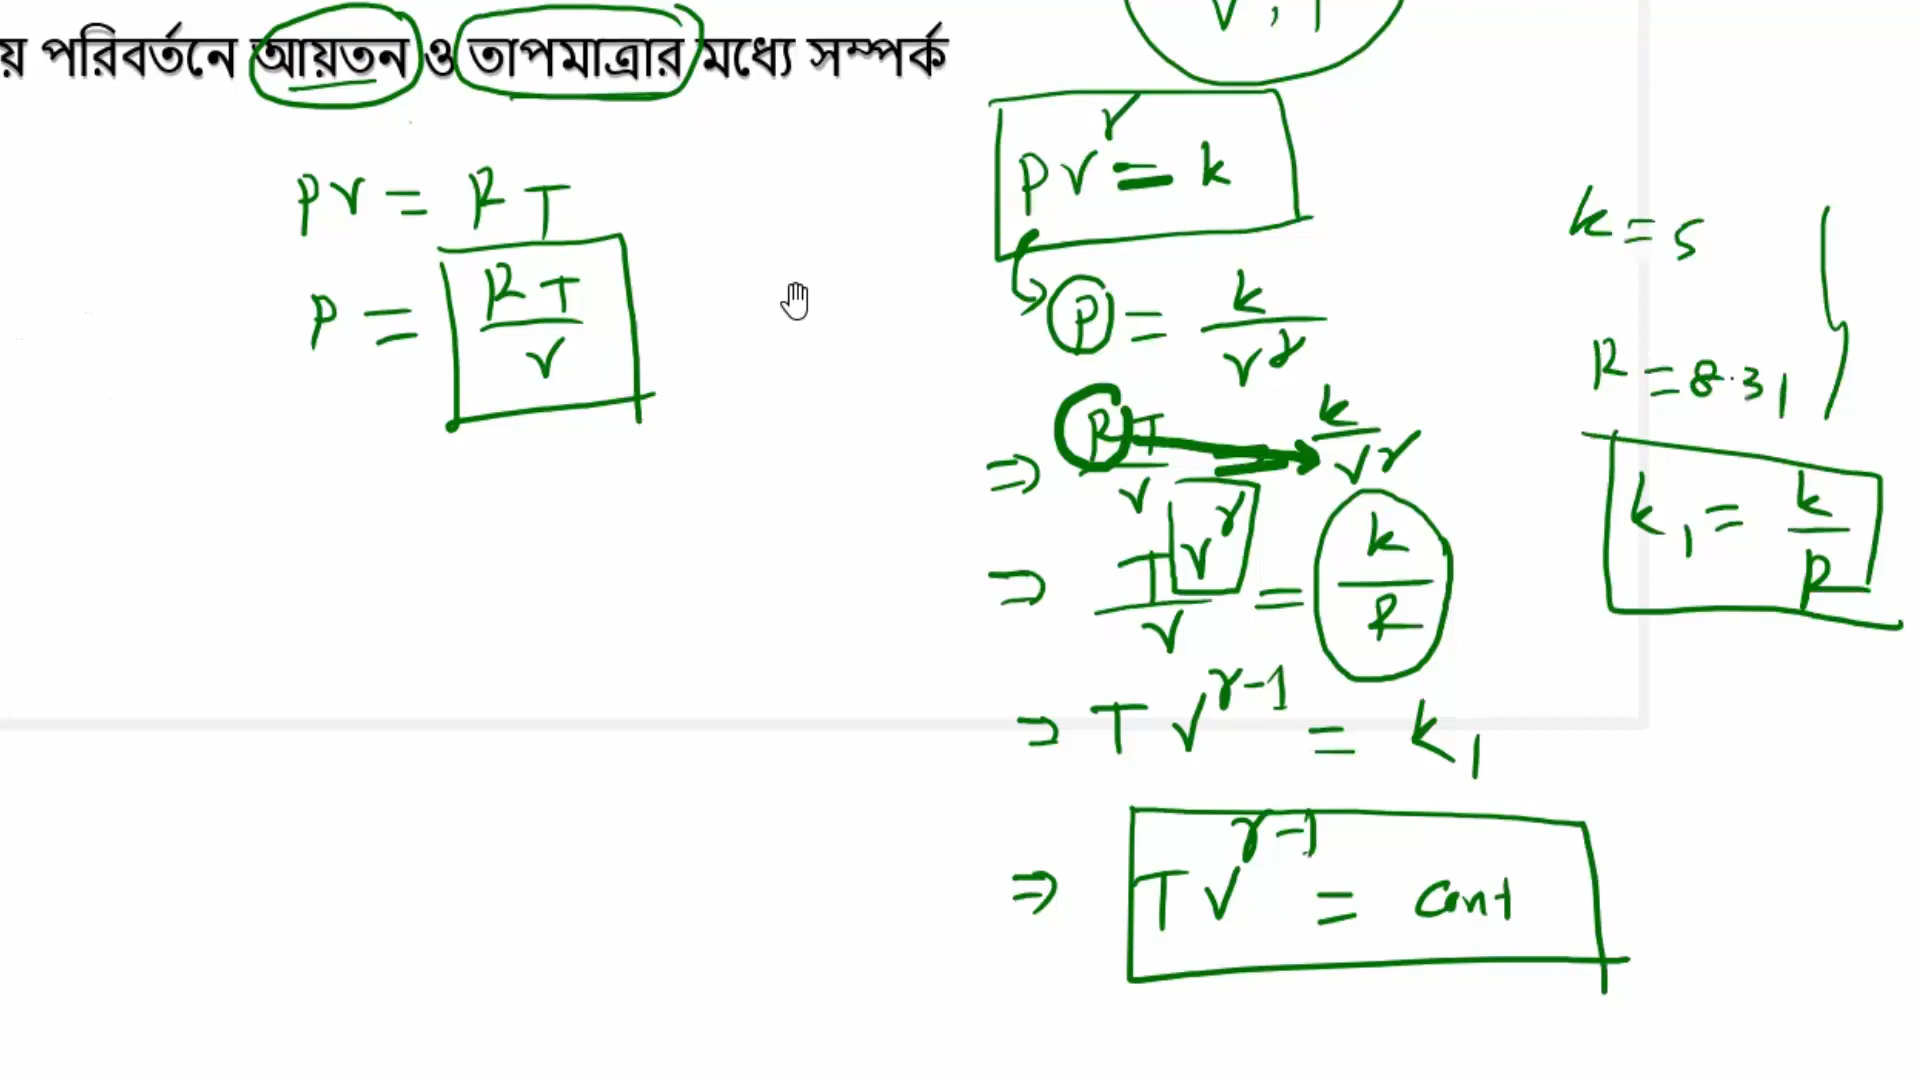 য় পরিবর্তনে আয়তন ও তাপমাত্রার মধ্যে সম্পর্ক
V, T
PV = RT
P = RT/V
PV^γ = k
P = k/V^γ
⇒ RT/V = k/V^γ
⇒ TV^γ/V = k/R
⇒ TV^γ-1 = k₁
⇒ TV^γ-1 = const
k = 5
R = 8.31
k₁ = k/R